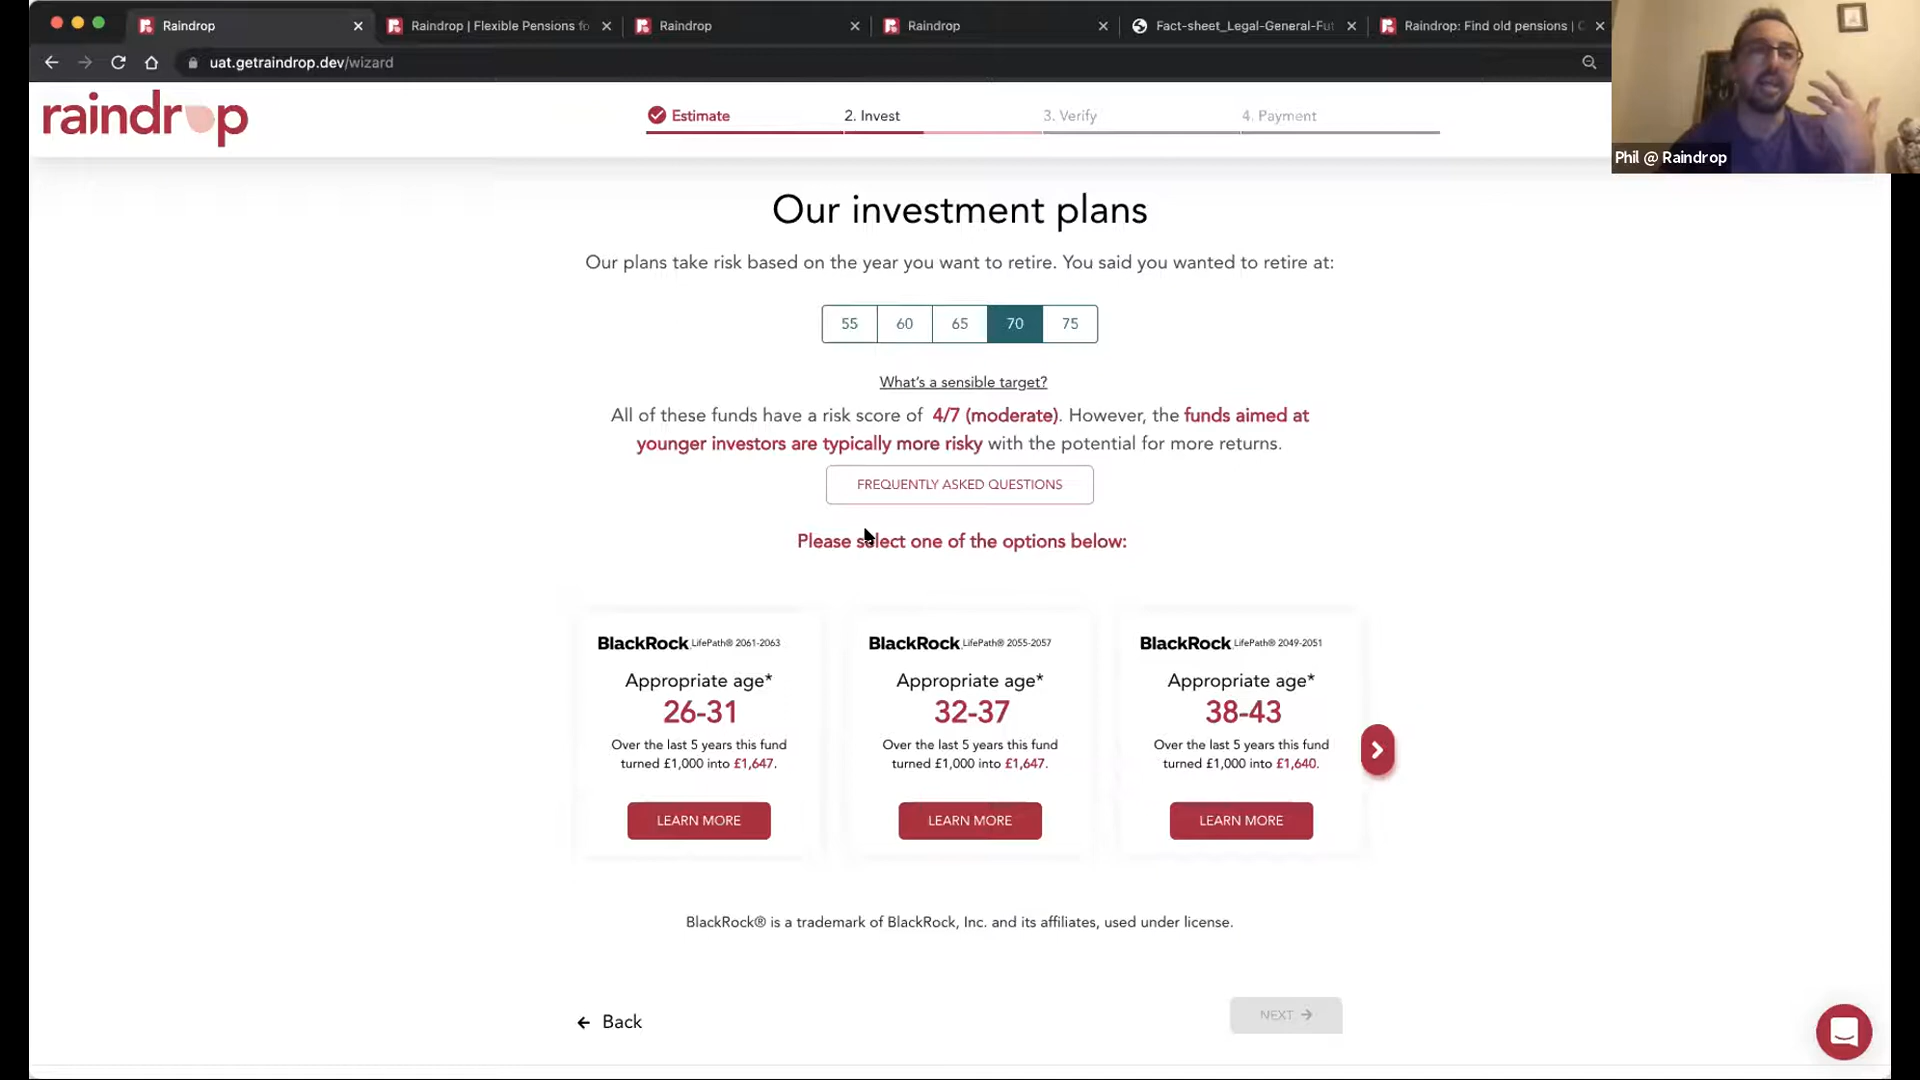 Raindrop
Raindrop | Flexible Pensions fo
Raindrop
Raindrop
Fact-sheet_Legal-General-Fut
Raindrop: Find old pensions | C
uat.getraindrop.dev/wizard
raindrop
Estimate
2. Invest
3. Verify
4. Payment
Phil @ Raindrop
Our investment plans
Our plans take risk based on the year you want to retire. You said you wanted to retire at:
55 60 65 70 75
What's a sensible target?
All of these funds have a risk score of 4/7 (moderate). However, the funds aimed at
younger investors are typically more risky with the potential for more returns.
FREQUENTLY ASKED QUESTIONS
Please select one of the options below:
BlackRock LifePath® 2061-2063
Appropriate age*
26-31
Over the last 5 years this fund
turned £1,000 into £1,647.
LEARN MORE
BlackRock LifePath® 2055-2057
Appropriate age*
32-37
Over the last 5 years this fund
turned £1,000 into £1,647.
LEARN MORE
BlackRock LifePath® 2049-2051
Appropriate age*
38-43
Over the last 5 years this fund
turned £1,000 into £1,640.
LEARN MORE
BlackRock® is a trademark of BlackRock, Inc. and its affiliates, used under license.
Back
NEXT